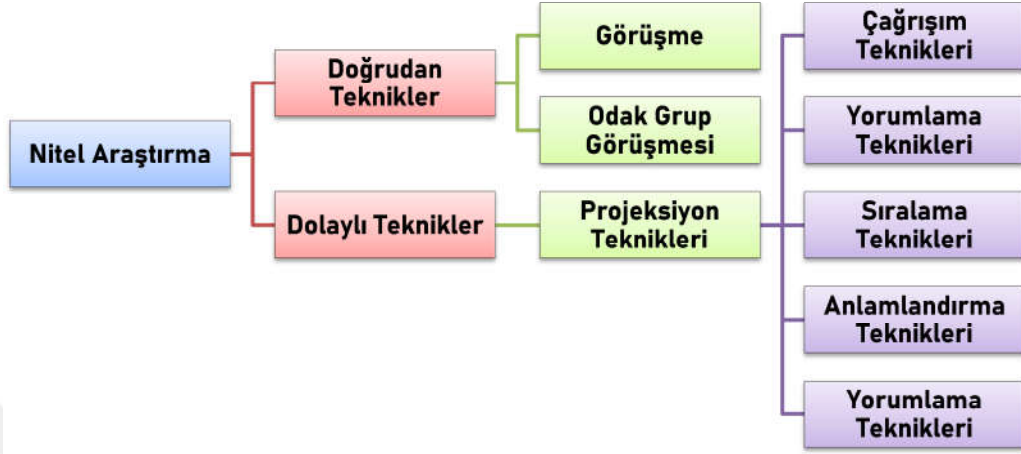 Nitel Araştırma
Doğrudan
Teknikler
Dolaylı Teknikler
Görüşme
Odak Grup
Görüşmesi
Projeksiyon
Teknikleri
Çağrışım
Teknikleri
Yorumlama
Teknikleri
Sıralama
Teknikleri
Anlamlandırma
Teknikleri
Yorumlama
Teknikleri